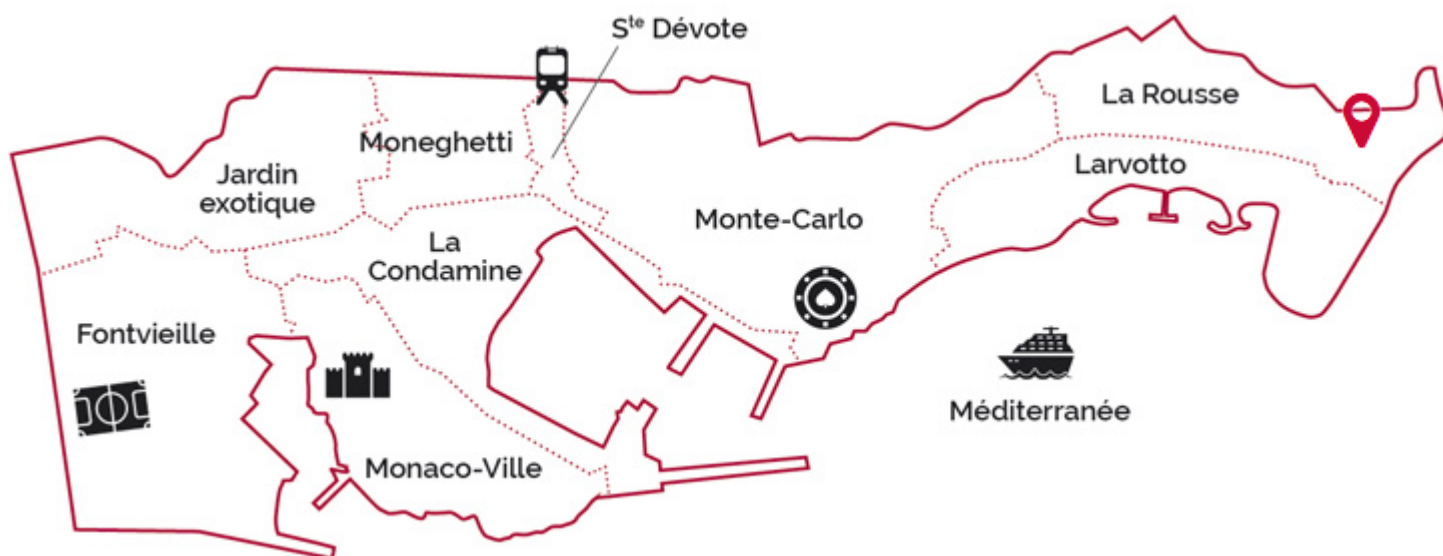 Sᵗᵉ Dévote
La Rousse
Moneghetti
Larvotto
Jardin
exotique
Monte-Carlo
La
Condamine
Fontvieille
Méditerranée
Monaco-Ville